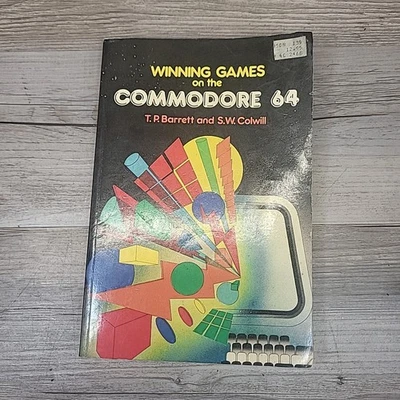 WINNING GAMES
on the
COMMODORE 64
T.P. Barrett and S.W. Colwill